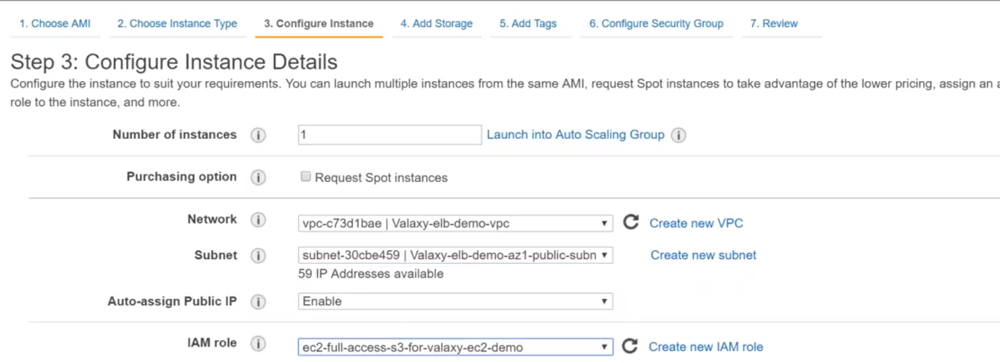 1. Choose AMI 2. Choose Instance Type 3. Configure Instance 4. Add Storage 5. Add Tags 6. Configure Security Group 7. Review
Step 3: Configure Instance Details
Configure the instance to suit your requirements. You can launch multiple instances from the same AMI, request Spot instances to take advantage of the lower pricing, assign an a
role to the instance, and more.
Number of instances i 1 Launch into Auto Scaling Group i
Purchasing option i Request Spot instances
Network i vpc-c73d1bae | Valaxy-elb-demo-vpc Create new VPC
Subnet i subnet-30cbe459 | Valaxy-elb-demo-az1-public-subn Create new subnet
59 IP Addresses available
Auto-assign Public IP i Enable
IAM role i ec2-full-access-s3-for-valaxy-ec2-demo Create new IAM role